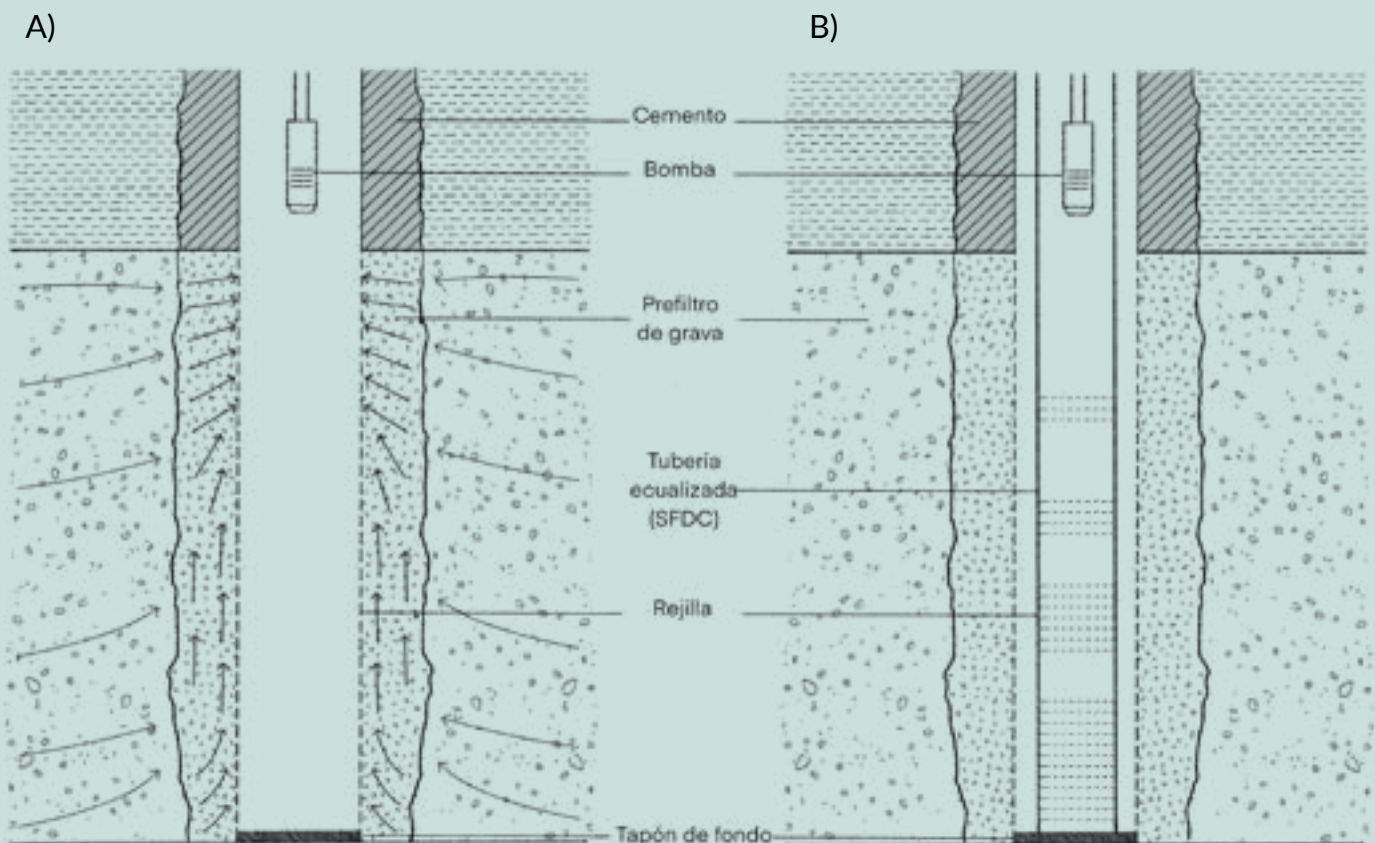 A)
B)
Cemento
Bomba
Prefiltro
de grava
Tubería
ecualizada
(SFDC)
Rejilla
Tapón de fondo